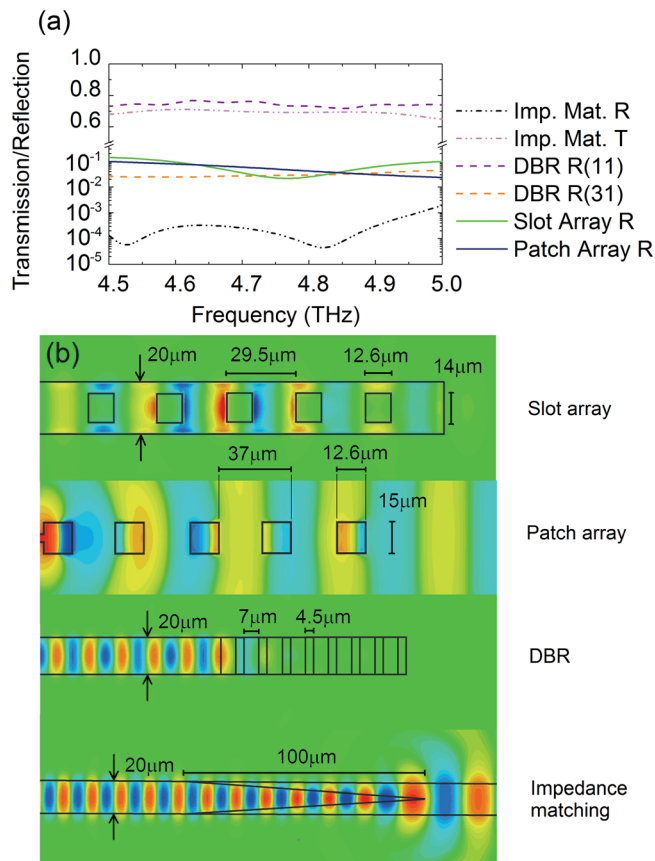 (a)
Transmission/Reflection
1.0
0.8
0.6
10⁻¹
10⁻²
10⁻³
10⁻⁴
10⁻⁵
4.5 4.6 4.7 4.8 4.9 5.0
Frequency (THz)
Imp. Mat. R
Imp. Mat. T
DBR R(11)
DBR R(31)
Slot Array R
Patch Array R
(b)
20μm 29.5μm 12.6μm 14μm
Slot array
37μm 12.6μm
15μm
Patch array
20μm 7μm 4.5μm
DBR
20μm 100μm
Impedance
matching